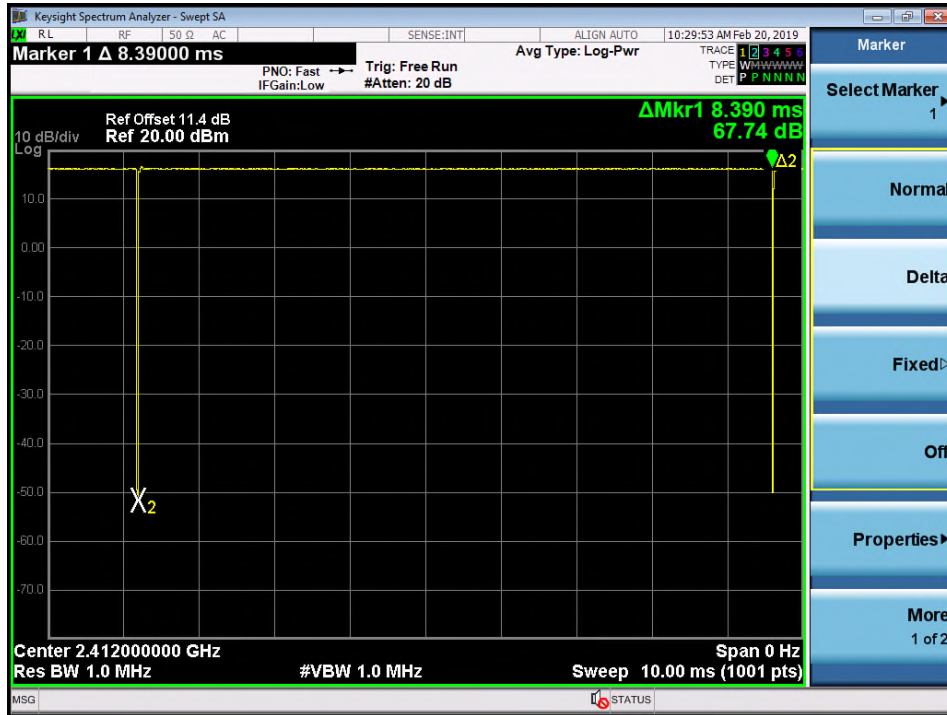 Keysight Spectrum Analyzer - Swept SA
LXI RL RF 50 Ω AC SENSE:INT ALIGN AUTO 10:29:53 AM Feb 20, 2019
Marker 1 Δ 8.39000 ms
PNO: Fast
IFGain:Low
Trig: Free Run
#Atten: 20 dB
Avg Type: Log-Pwr
TRACE 1 2 3 4 5 6
TYPE WMWWWWW
DET P P N N N N
ΔMkr1 8.390 ms
67.74 dB
Ref Offset 11.4 dB
10 dB/div Ref 20.00 dBm
Log
Δ2
10.0
0.00
-10.0
-20.0
-30.0
-40.0
-50.0
2
-60.0
-70.0
Center 2.412000000 GHz Span 0 Hz
Res BW 1.0 MHz #VBW 1.0 MHz Sweep 10.00 ms (1001 pts)
MSG STATUS
Marker
Select Marker
1
Normal
Delta
Fixed
Off
Properties
More
1 of 2